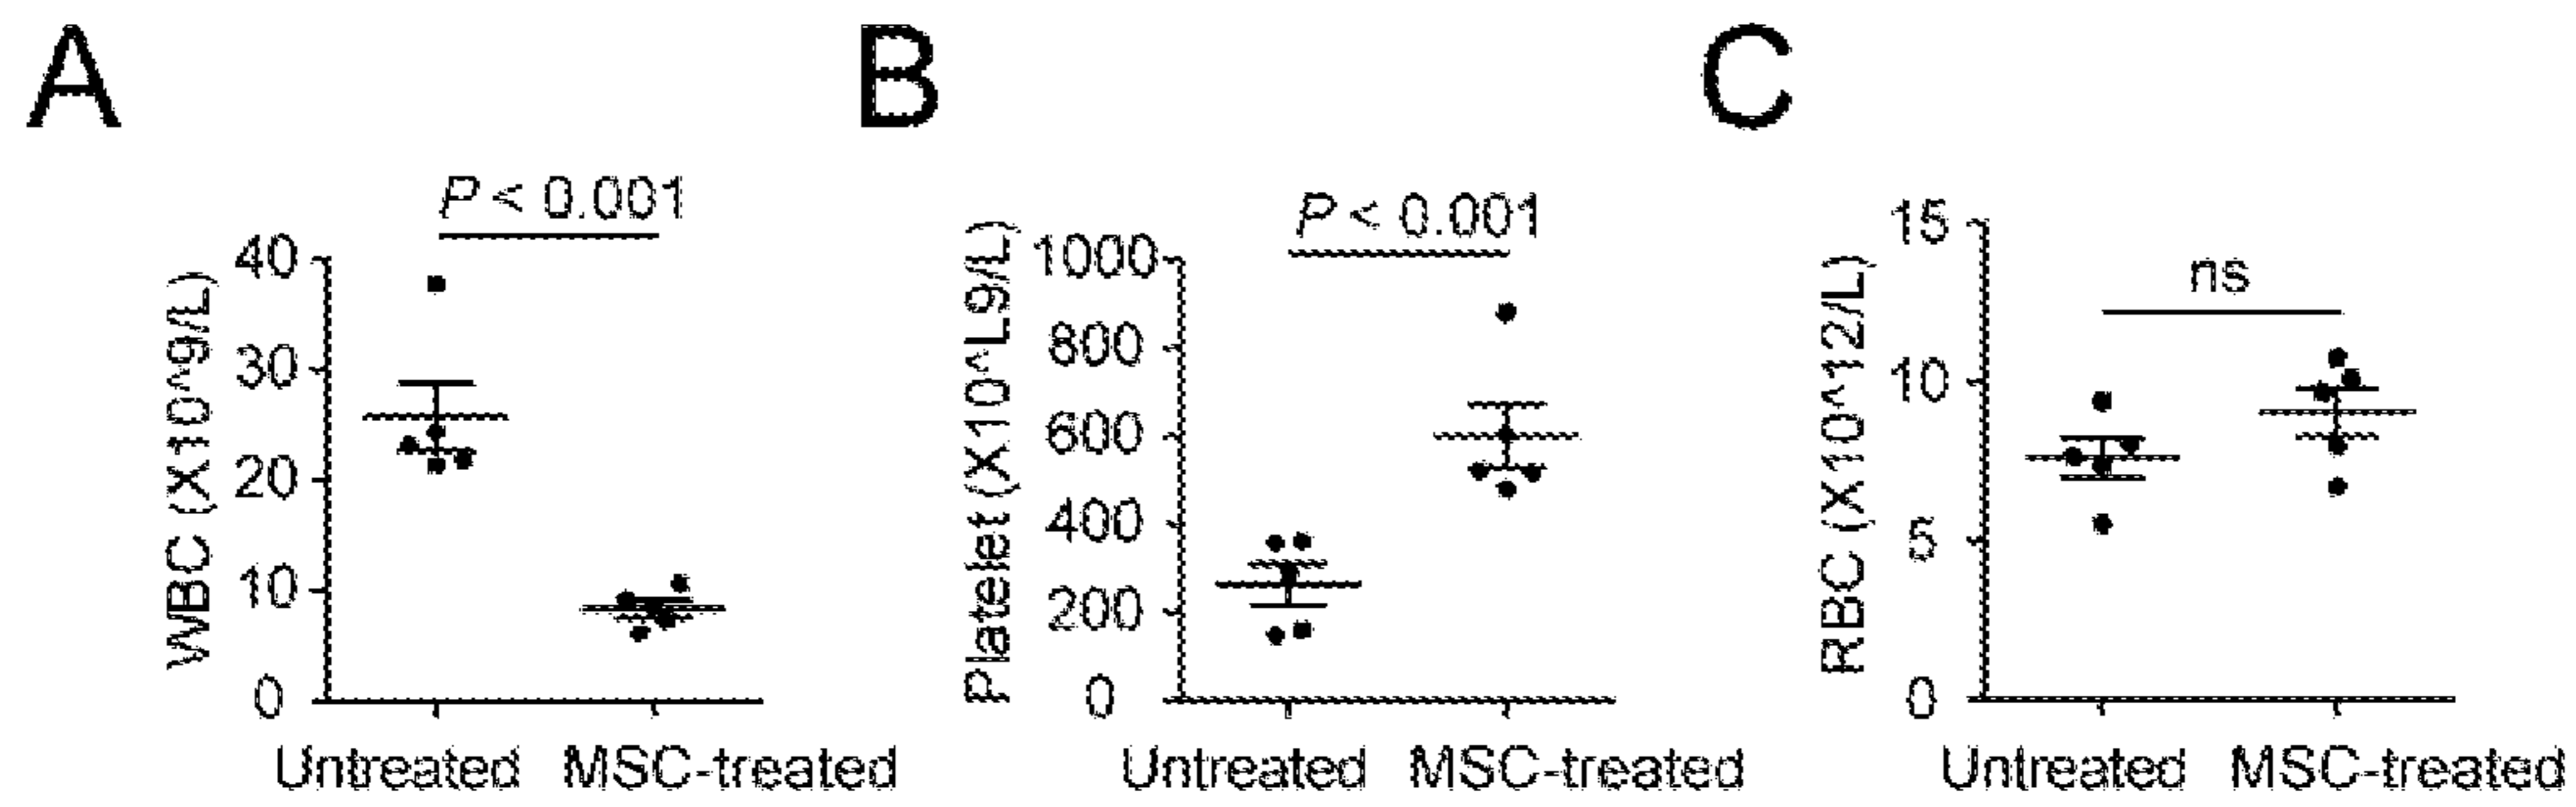 A
P < 0.001
WBC (X10^9/L)
40
30
20
10
0
Untreated MSC-treated
B
P < 0.001
Platelet (X10^L9/L)
1000
800
600
400
200
0
Untreated MSC-treated
C
ns
RBC (X10^12/L)
15
10
5
0
Untreated MSC-treated